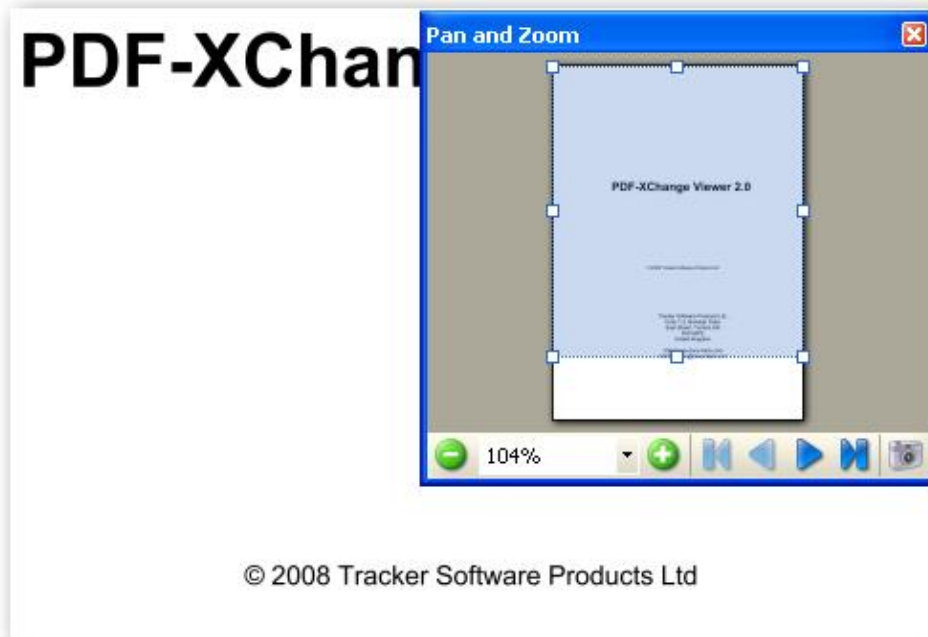 PDF-XChan
Pan and Zoom
PDF-XChange Viewer 2.0
104%
© 2008 Tracker Software Products Ltd